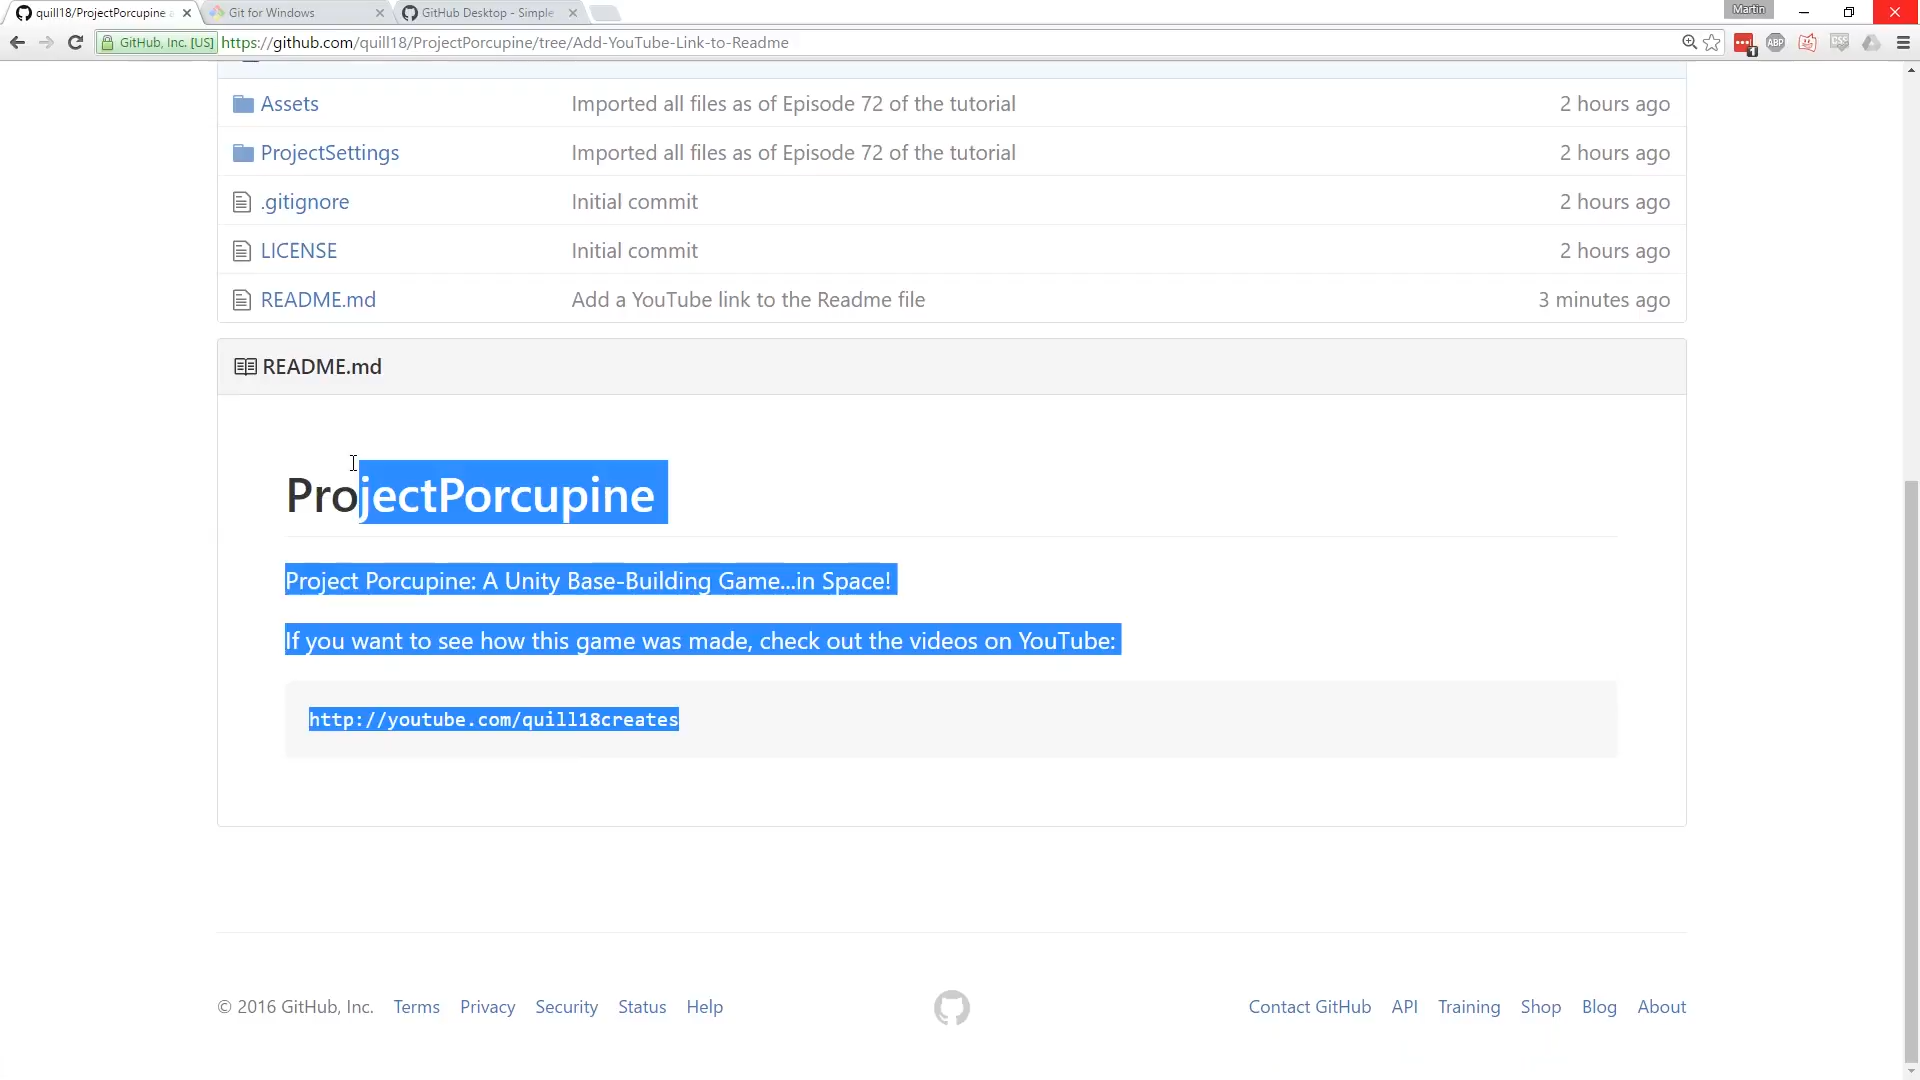 quill18/ProjectPorcupine a
Git for Windows
GitHub Desktop - Simple
Martin
GitHub, Inc. [US]
https://github.com/quill18/ProjectPorcupine/tree/Add-YouTube-Link-to-Readme
1
ABP
CSS
Assets Imported all files as of Episode 72 of the tutorial 2 hours ago
ProjectSettings Imported all files as of Episode 72 of the tutorial 2 hours ago
.gitignore Initial commit 2 hours ago
LICENSE Initial commit 2 hours ago
README.md Add a YouTube link to the Readme file 3 minutes ago
README.md
ProjectPorcupine
Project Porcupine: A Unity Base-Building Game...in Space!
If you want to see how this game was made, check out the videos on YouTube:
http://youtube.com/quill18creates
© 2016 GitHub, Inc. Terms Privacy Security Status Help Contact GitHub API Training Shop Blog About